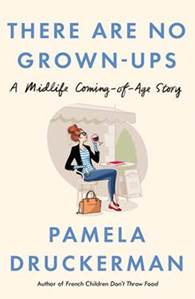 THERE ARE NO
GROWN-UPS
A Midlife Coming-of-Age Story
PAMELA
DRUCKERMAN
Author of French Children Don't Throw Food